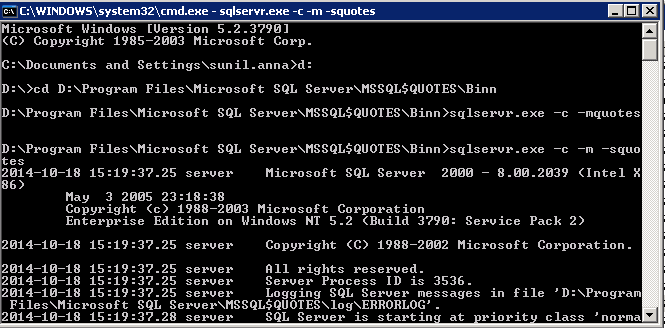 C:\WINDOWS\system32\cmd.exe - sqlservr.exe -c -m -squotes
Microsoft Windows [Version 5.2.3790]
(C) Copyright 1985-2003 Microsoft Corp.
C:\Documents and Settings\sunil.anna>d:
D:\>cd D:\Program Files\Microsoft SQL Server\MSSQL$QUOTES\Binn
D:\Program Files\Microsoft SQL Server\MSSQL$QUOTES\Binn>sqlservr.exe -c -mquotes
D:\Program Files\Microsoft SQL Server\MSSQL$QUOTES\Binn>sqlservr.exe -c -m -squo
tes
2014-10-18 15:19:37.25 server    Microsoft SQL Server  2000 - 8.00.2039 (Intel X
86)
May  3 2005 23:18:38
Copyright (c) 1988-2003 Microsoft Corporation
Enterprise Edition on Windows NT 5.2 (Build 3790: Service Pack 2)
2014-10-18 15:19:37.25 server    Copyright (C) 1988-2002 Microsoft Corporation.
2014-10-18 15:19:37.25 server    All rights reserved.
2014-10-18 15:19:37.25 server    Server Process ID is 3536.
2014-10-18 15:19:37.25 server    Logging SQL Server messages in file 'D:\Program
Files\Microsoft SQL Server\MSSQL$QUOTES\log\ERRORLOG'.
2014-10-18 15:19:37.28 server    SQL Server is starting at priority class 'norma